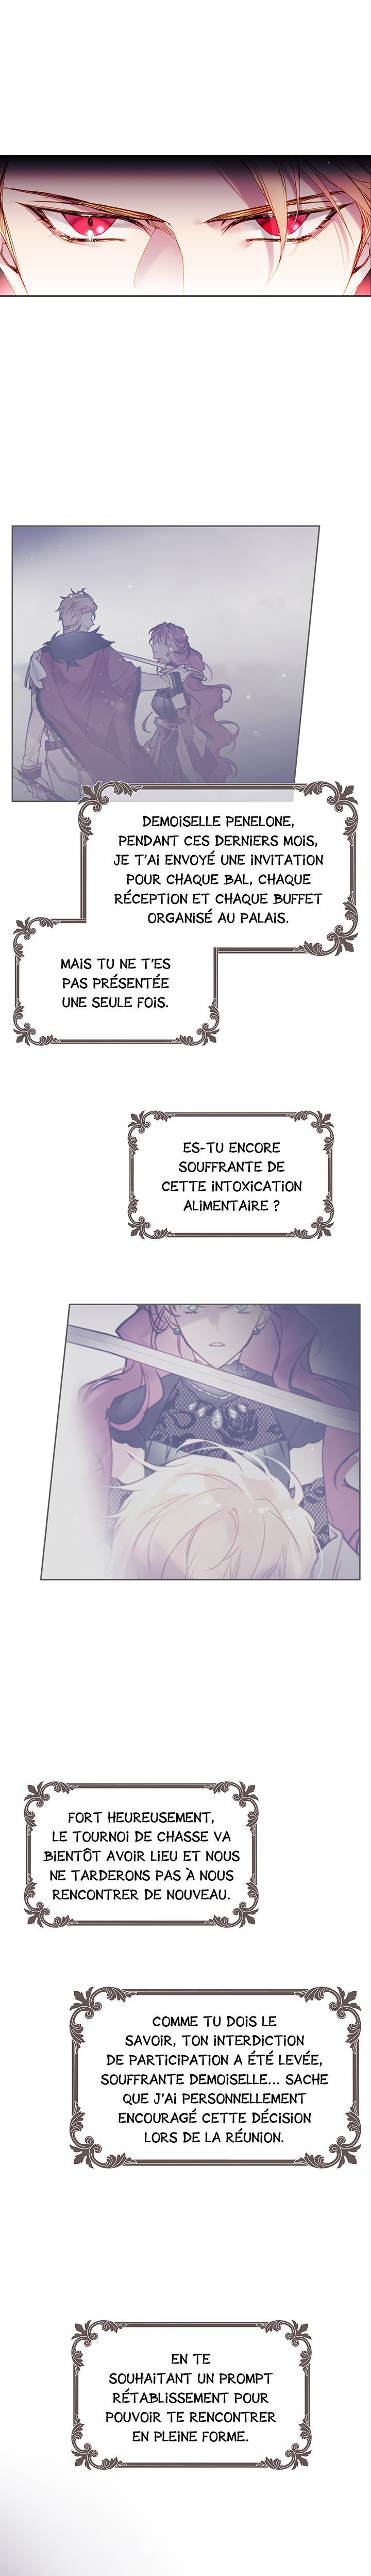 DEMOISELLE PENELONE,
PENDANT CES DERNIERS MOIS,
JE T'AI ENVOYÉ UNE INVITATION
POUR CHAQUE BAL, CHAQUE
RÉCEPTION ET CHAQUE BUFFET
ORGANISÉ AU PALAIS.
MAIS TU NE T'ES
PAS PRÉSENTÉE
UNE SEULE FOIS.
ES-TU ENCORE
SOUFFRANTE DE
CETTE INTOXICATION
ALIMENTAIRE ?
FORT HEUREUSEMENT,
LE TOURNOI DE CHASSE VA
BIENTÔT AVOIR LIEU ET NOUS
NE TARDERONS PAS À NOUS
RENCONTRER DE NOUVEAU.
COMME TU DOIS LE
SAVOIR, TON INTERDICTION
DE PARTICIPATION A ÉTÉ LEVÉE,
SOUFFRANTE DEMOISELLE... SACHE
QUE J'AI PERSONNELLEMENT
ENCOURAGÉ CETTE DÉCISION
LORS DE LA RÉUNION.
EN TE
SOUHAITANT UN PROMPT
RÉTABLISSEMENT POUR
POUVOIR TE RENCONTRER
EN PLEINE FORME.